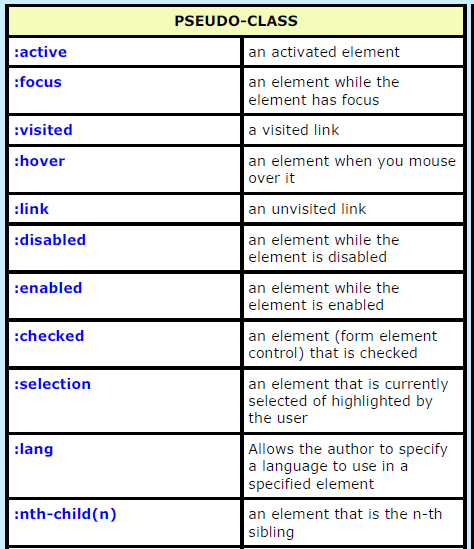 PSEUDO-CLASS
:active
an activated element
:focus
an element while the
element has focus
:visited
a visited link
:hover
an element when you mouse
over it
:link
an unvisited link
:disabled
an element while the
element is disabled
:enabled
an element while the
element is enabled
:checked
an element (form element
control) that is checked
:selection
an element that is currently
selected of highlighted by
the user
:lang
Allows the author to specify
a language to use in a
specified element
:nth-child(n)
an element that is the n-th
sibling